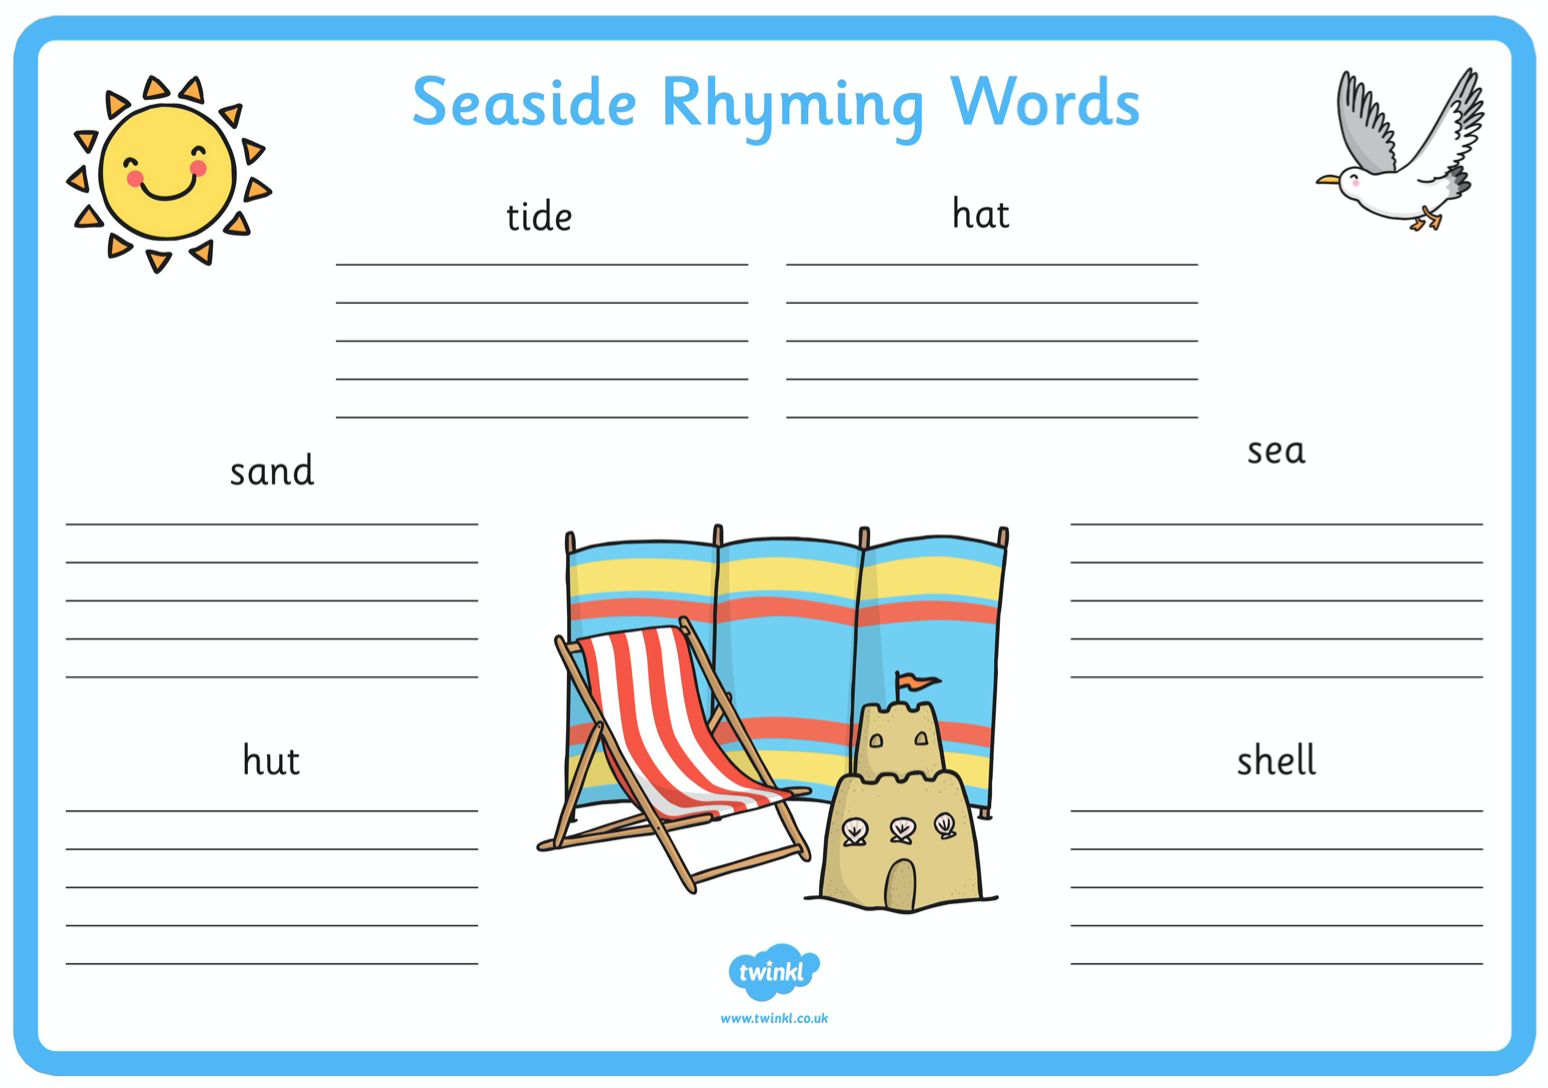 Seaside Rhyming Words
tide
hat
sand
sea
hut
shell
twinkl
www.twinkl.co.uk